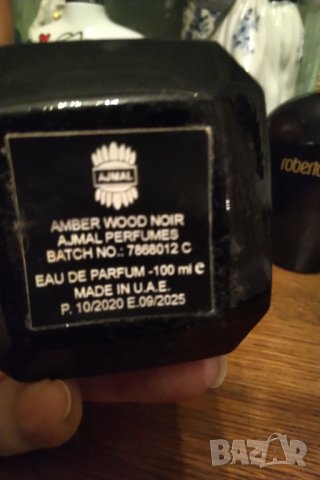 AJMAL
AMBER WOOD NOIR
AJMAL PERFUMES
BATCH NO.: 7868012 C
EAU DE PARFUM -100 ml e
MADE IN U.A.E.
P. 10/2020 E.09/2025
roberto
BAZAR